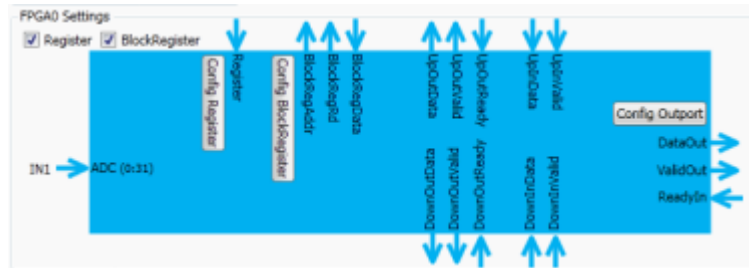 FPGA0 Settings
Register BlockRegister
Config Register
Register
Config BlockRegister
BlockRegAddr
BlockRegRd
BlockRegData
UpOutData
UpOutValid
UpOutReady
UpInData
UpInValid
Config Outport
DataOut
ValidOut
ReadyIn
IN1
ADC (0:31)
DownOutData
DownOutValid
DownOutReady
DownInData
DownInValid